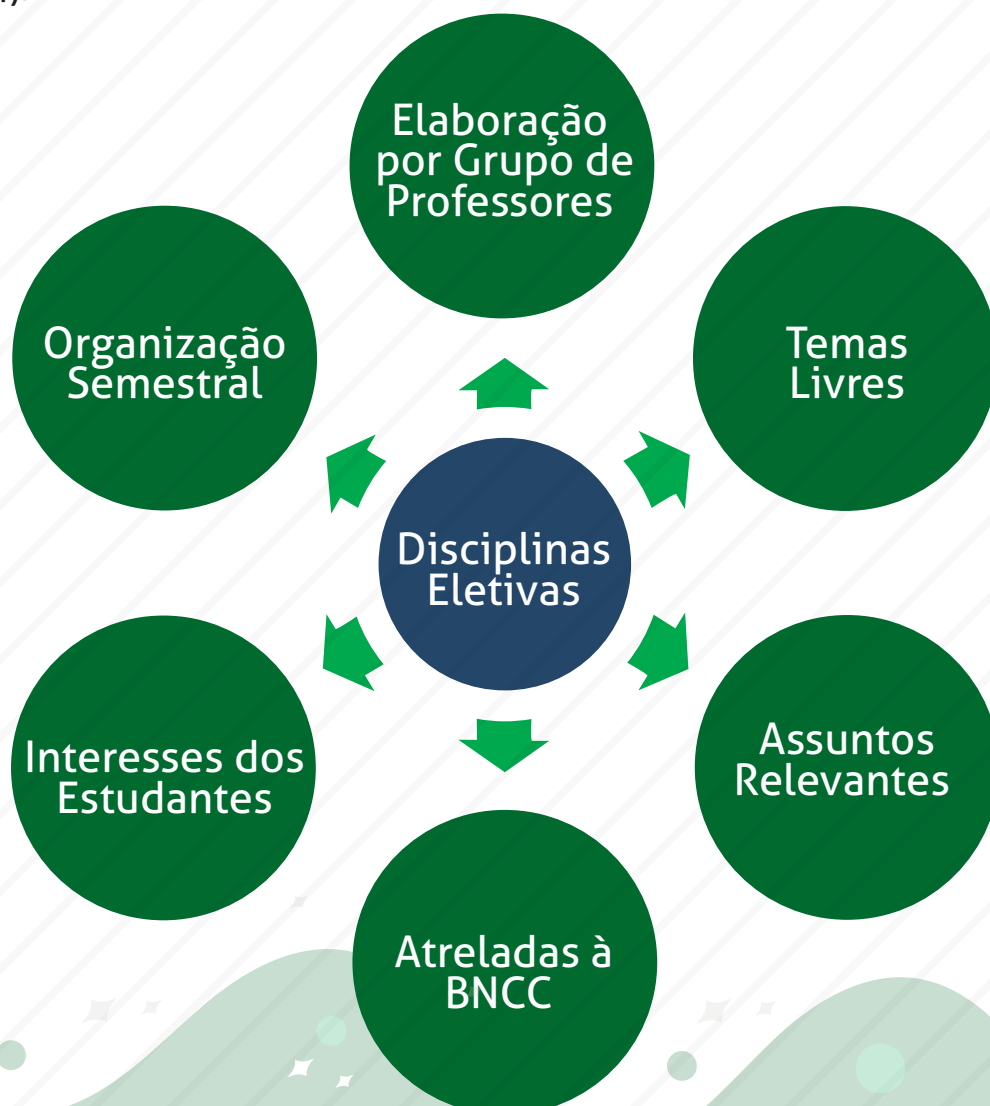 Elaboração
por Grupo de
Professores
Organização
Semestral
Temas
Livres
Disciplinas
Eletivas
Interesses dos
Estudantes
Assuntos
Relevantes
Atreladas à
BNCC